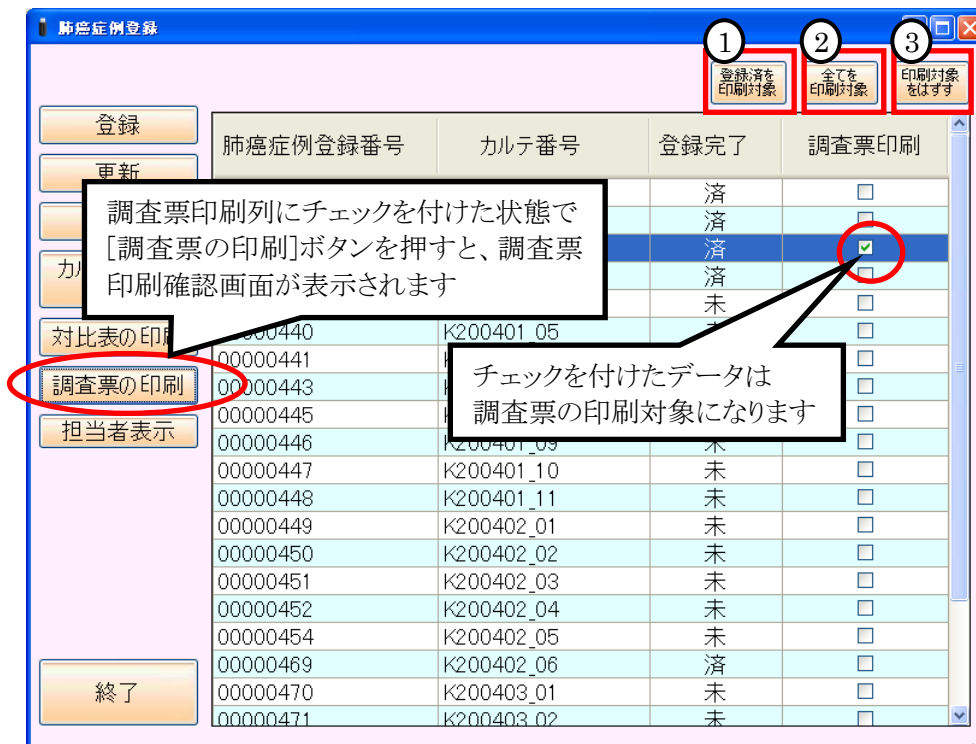 肺癌症例登録
1
2
3
登録済を
印刷対象
全てを
印刷対象
印刷対象
をはずす
登録
更新
対比表の印
調査票の印刷
担当者表示
終了
調査票印刷列にチェックを付けた状態で
[調査票の印刷]ボタンを押すと、調査票
印刷確認画面が表示されます
チェックを付けたデータは
調査票の印刷対象になります
肺癌症例登録番号 カルテ番号 登録完了 調査票印刷
済
済
済
済
未
00000440 K200401_05
00000441
00000443
00000445
00000446 K200401_09 未
00000447 K200401_10 未
00000448 K200401_11 未
00000449 K200402_01 未
00000450 K200402_02 未
00000451 K200402_03 未
00000452 K200402_04 未
00000454 K200402_05 未
00000469 K200402_06 済
00000470 K200403_01 未
00000471 K200403_02 未